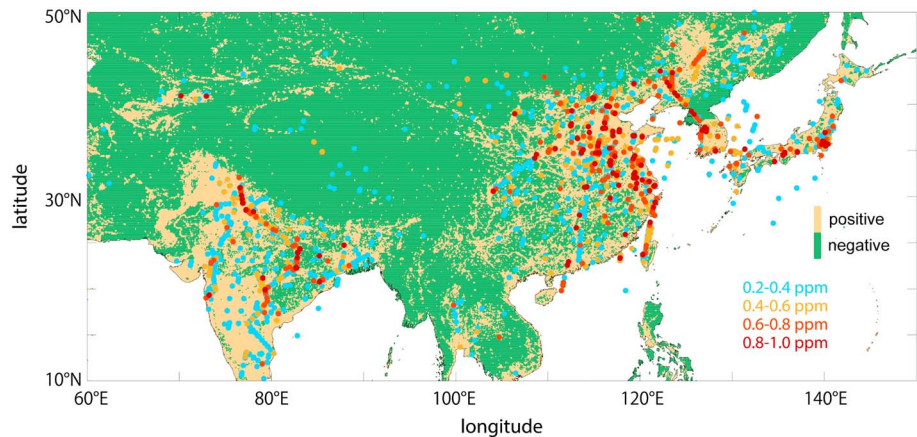 50°N
30°N
10°N
latitude
positive
negative
0.2-0.4 ppm
0.4-0.6 ppm
0.6-0.8 ppm
0.8-1.0 ppm
60°E
80°E
100°E
120°E
140°E
longitude